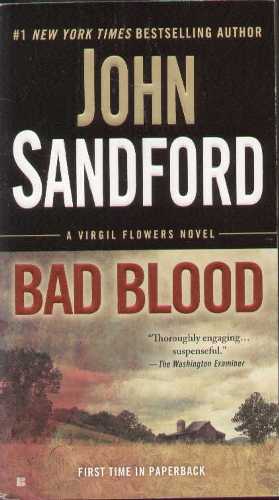 #1 NEW YORK TIMES BESTSELLING AUTHOR
JOHN
SANDFORD
A VIRGIL FLOWERS NOVEL
BAD BLOOD
"Thoroughly engaging...
suspenseful."
—The Washington Examiner
FIRST TIME IN PAPERBACK